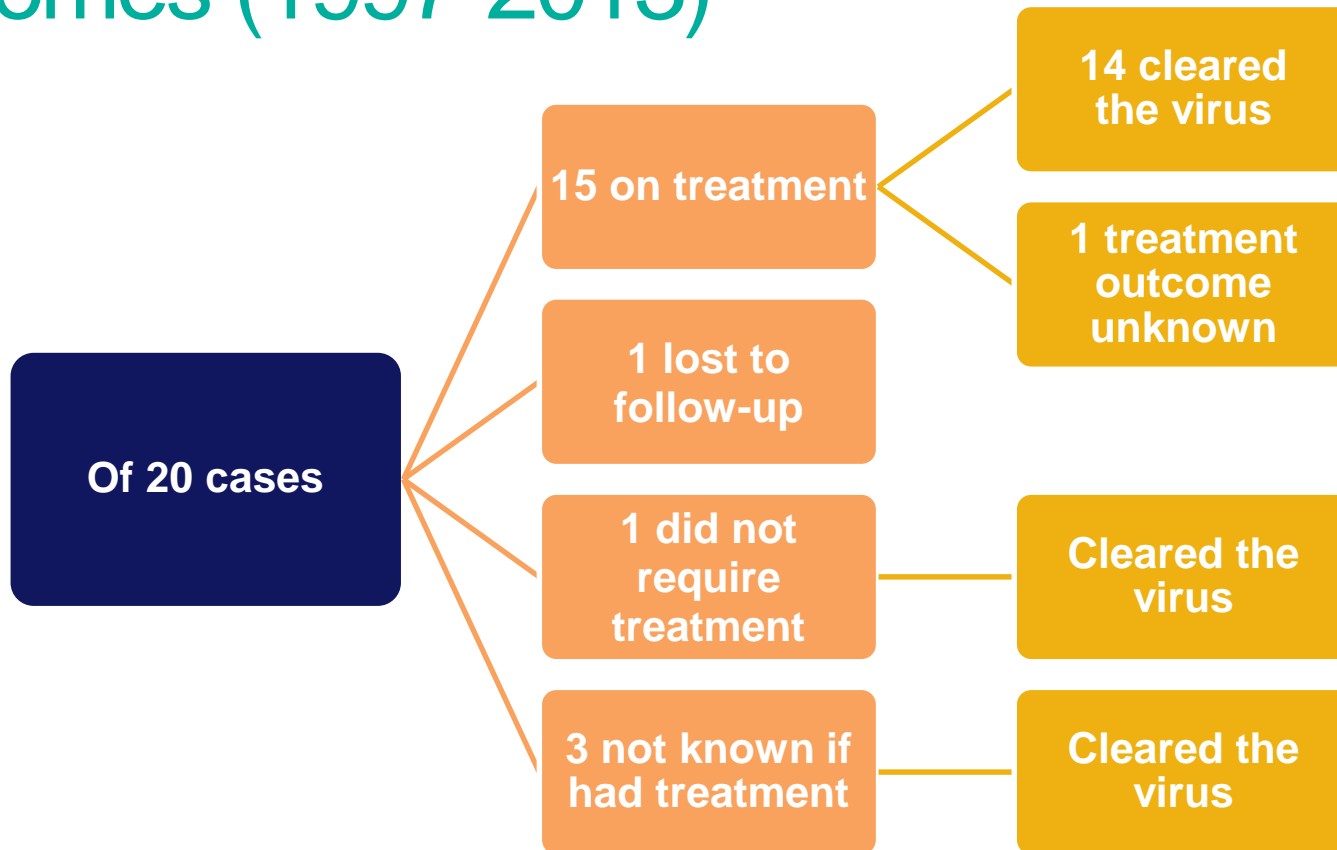 omes
14 cleared
the virus
15 on treatment
1 treatment
outcome
unknown
1 lost to
follow-up
Of 20 cases
1 did not
require
treatment
Cleared the
virus
3 not known if
had treatment
Cleared the
virus